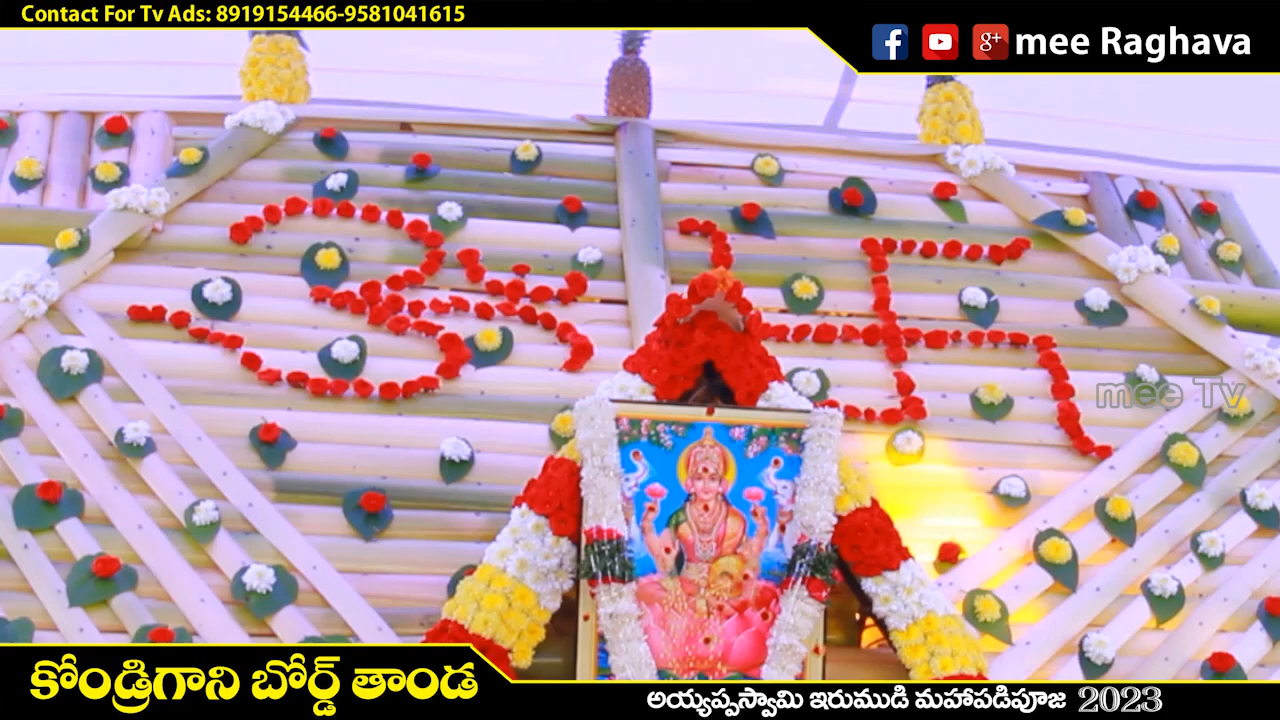 Contact For Tv Ads: 8919154466-9581041615
mee Raghava
ॐ
mee Tv
కోండ్రిగాని బోర్డ్ తాండ
అయ్యప్పస్వామి ఇరుముడి మహాపడిపూజ 2023